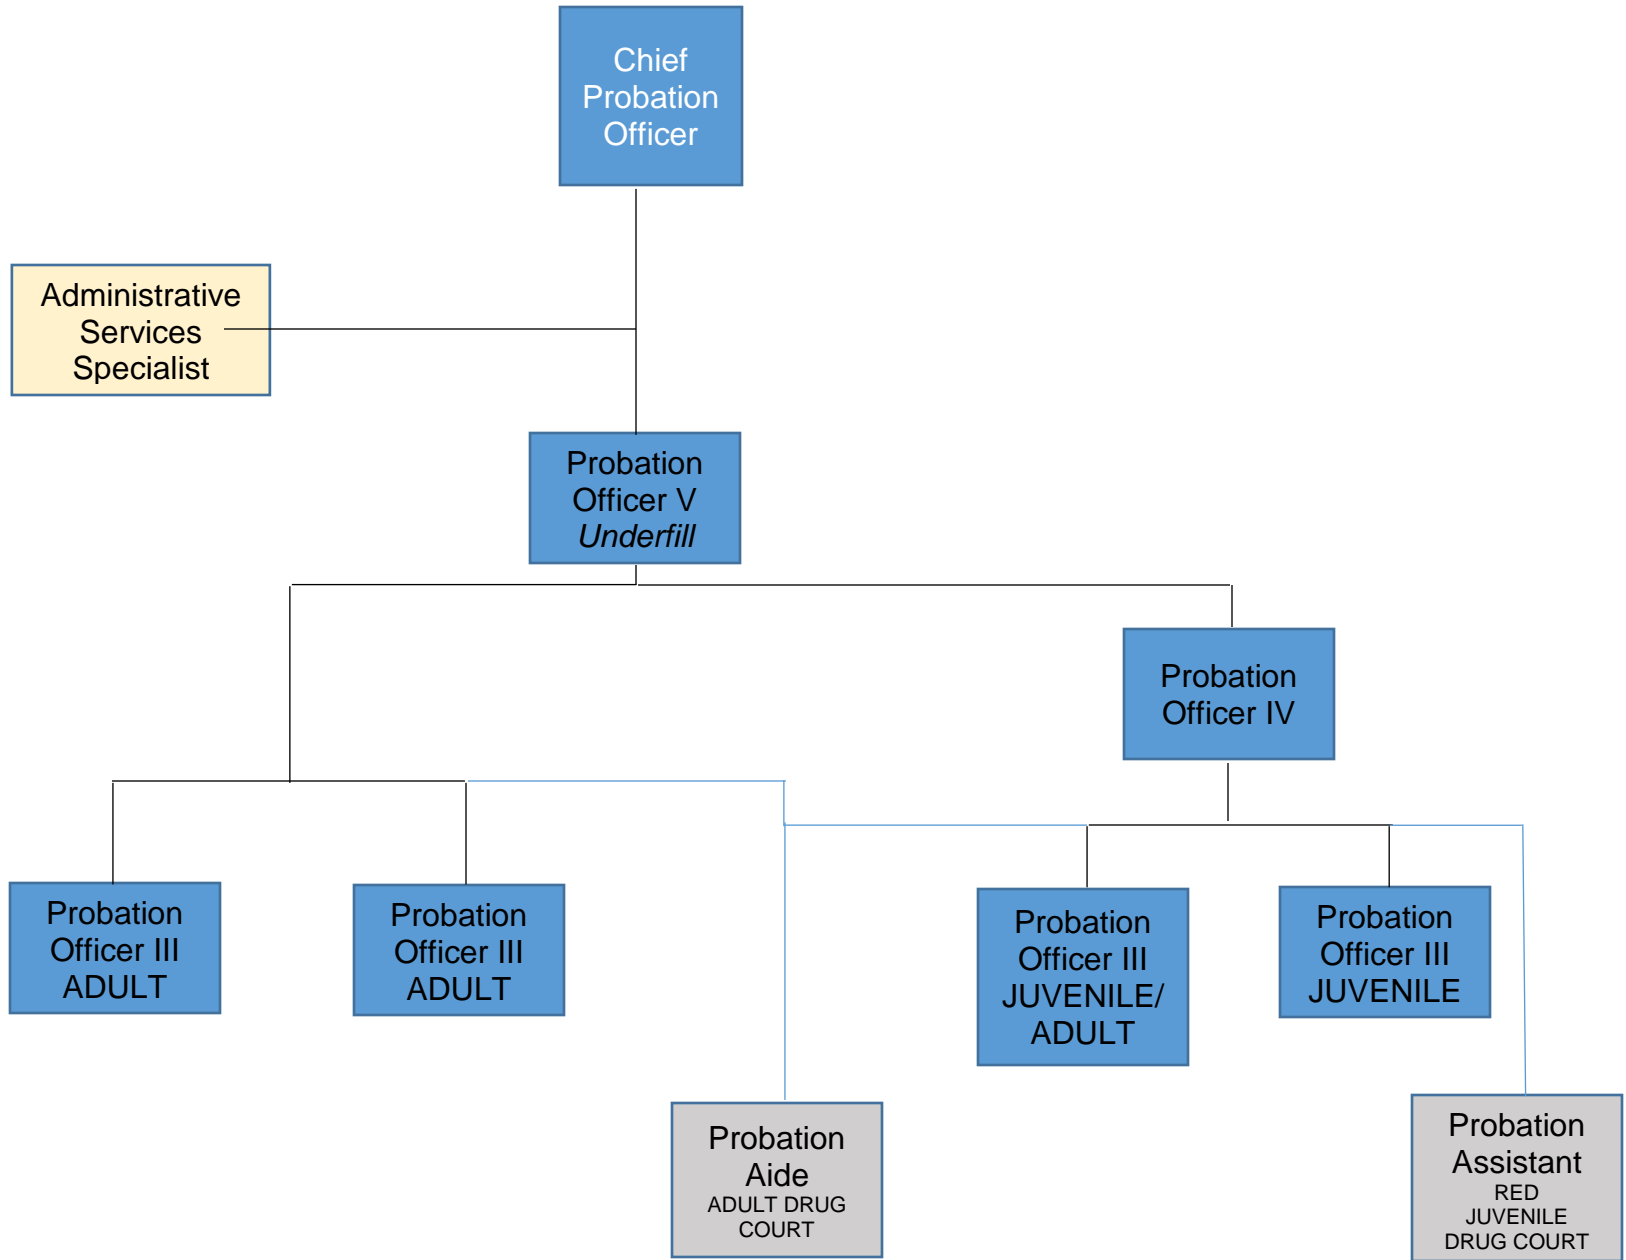 Chief
Probation
Officer
Administrative
Services
Specialist
Probation
Officer V
Underfill
Probation
Officer IV
Probation
Officer III
ADULT
Probation
Officer III
ADULT
Probation
Officer III
JUVENILE/
ADULT
Probation
Officer III
JUVENILE
Probation
Aide
ADULT DRUG
COURT
Probation
Assistant
RED
JUVENILE
DRUG COURT